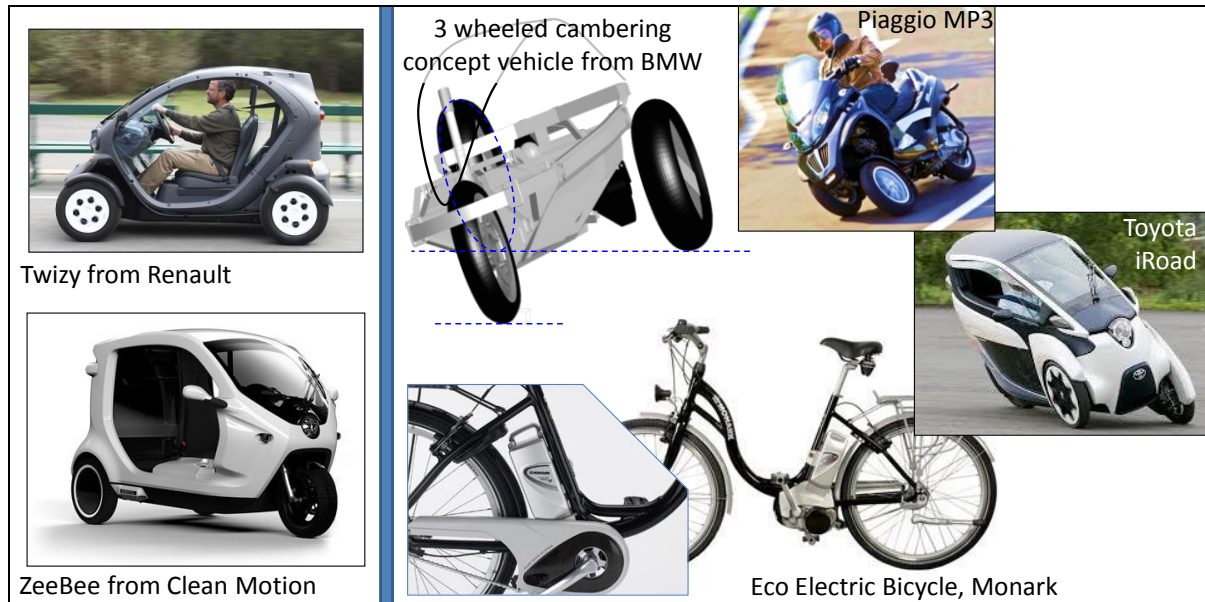 Twizy from Renault
ZeeBee from Clean Motion
3 wheeled cambering
concept vehicle from BMW
Piaggio MP3
Toyota
iRoad
MONARK
Eco Electric Bicycle, Monark